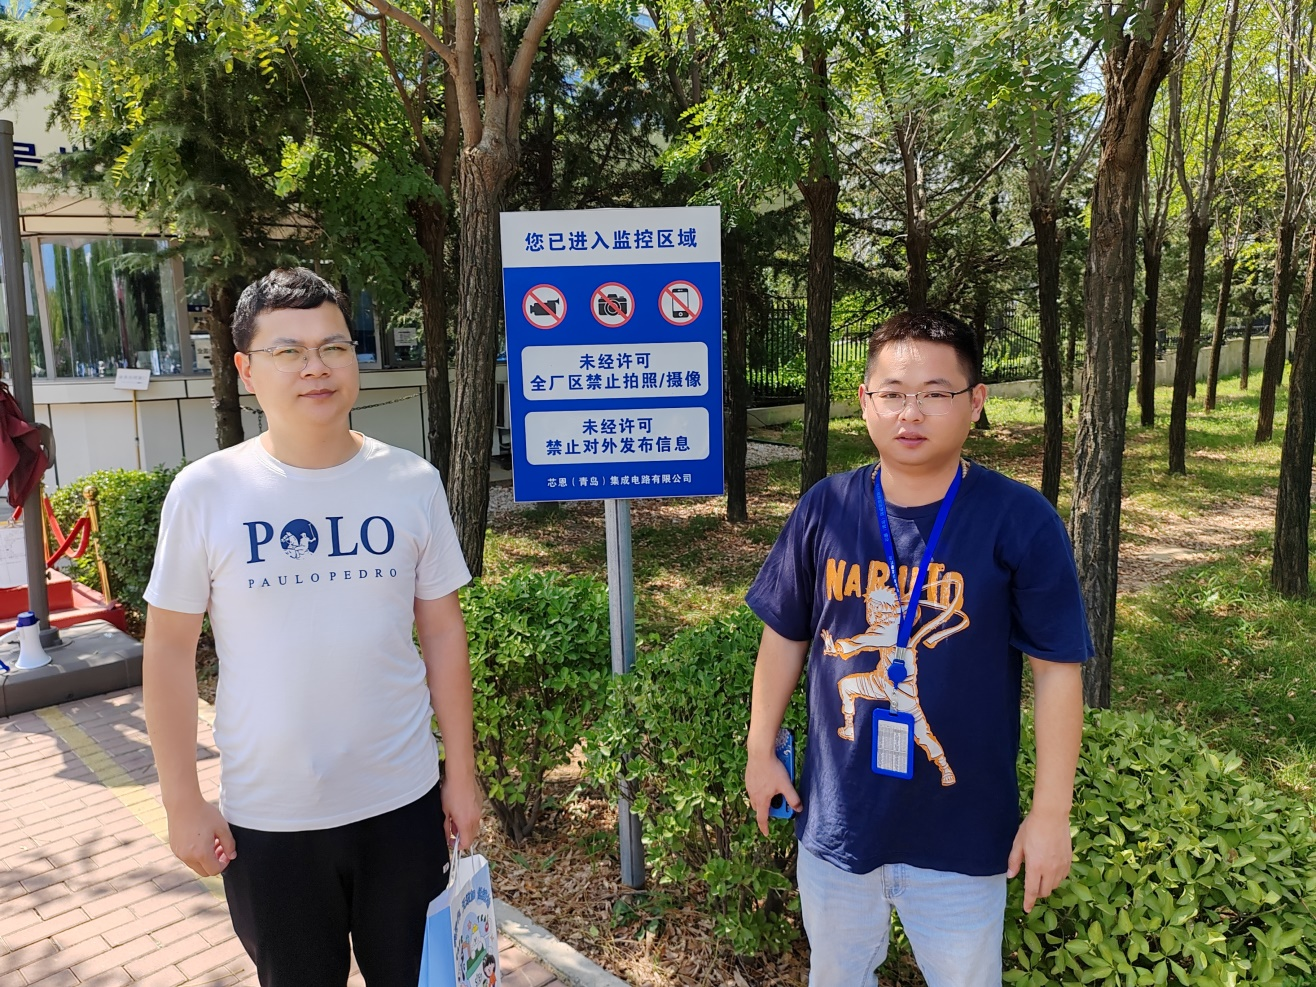 您已进入监控区域
未经许可
全厂区禁止拍照/摄像
未经许可
禁止对外发布信息
芯恩（青岛）集成电路有限公司
POLO
PAULOPEDRO
NARUTO